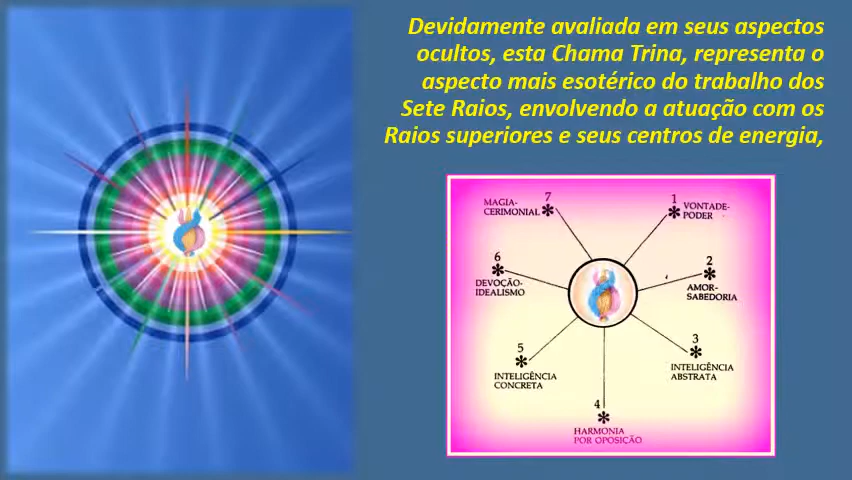 Devidamente avaliada em seus aspectos
ocultos, esta Chama Trina, representa o
aspecto mais esotérico do trabalho dos
Sete Raios, envolvendo a atuação com os
Raios superiores e seus centros de energia,
7
MAGIA-
CERIMONIAL
1
VONTADE-
PODER
6
DEVOÇÃO-
IDEALISMO
2
AMOR-
SABEDORIA
5
INTELIGÊNCIA
CONCRETA
3
INTELIGÊNCIA
ABSTRATA
4
HARMONIA
POR OPOSIÇÃO